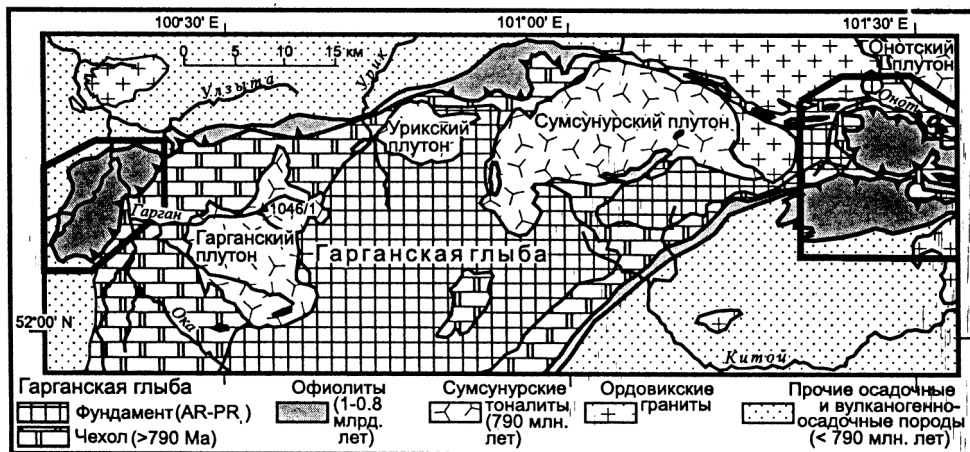 100°30' E
101°00' E
101°30' E
0 5 10 15 км
Улзыта
Урик
Онотский
плутон
Онот
Урикский
плутон
Сумсунурский плутон
Гарган
1046/1
Гарганский
плутон
Гарганская глыба
Ока
52°00' N
Китой
Гарганская глыба
Фундамент (AR-PR)
Чехол (>790 Ma)
Офиолиты
(1-0.8
млрд.
лет)
Сумсунурские
тоналиты
(790 млн.
лет)
Ордовикские
граниты
Прочие осадочные
и вулканогенно-
осадочные породы
(< 790 млн. лет)